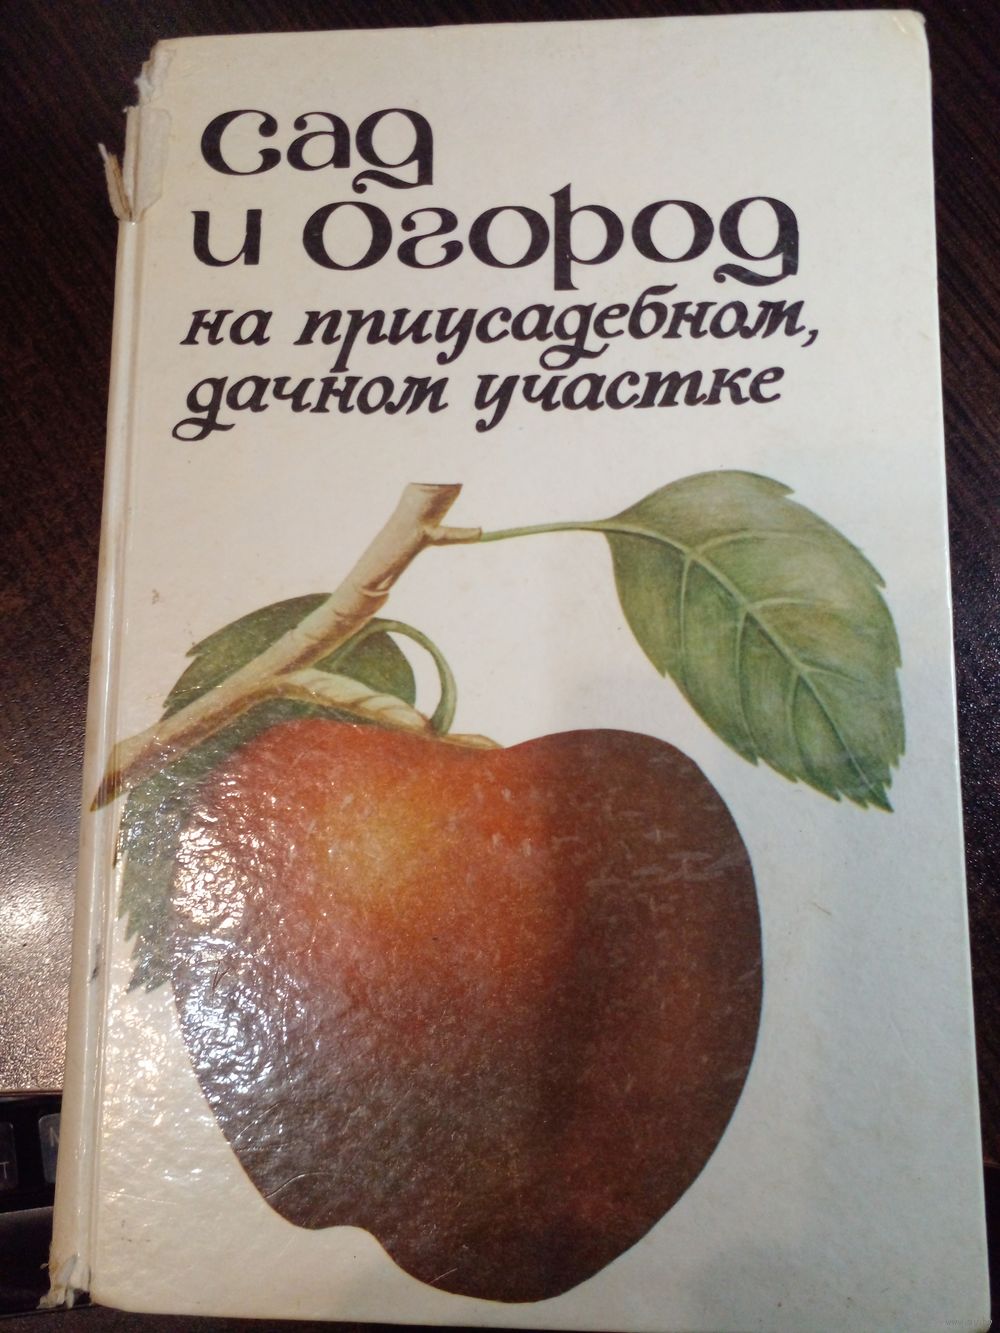 сад
и огород
на приусадебном,
дачном участке